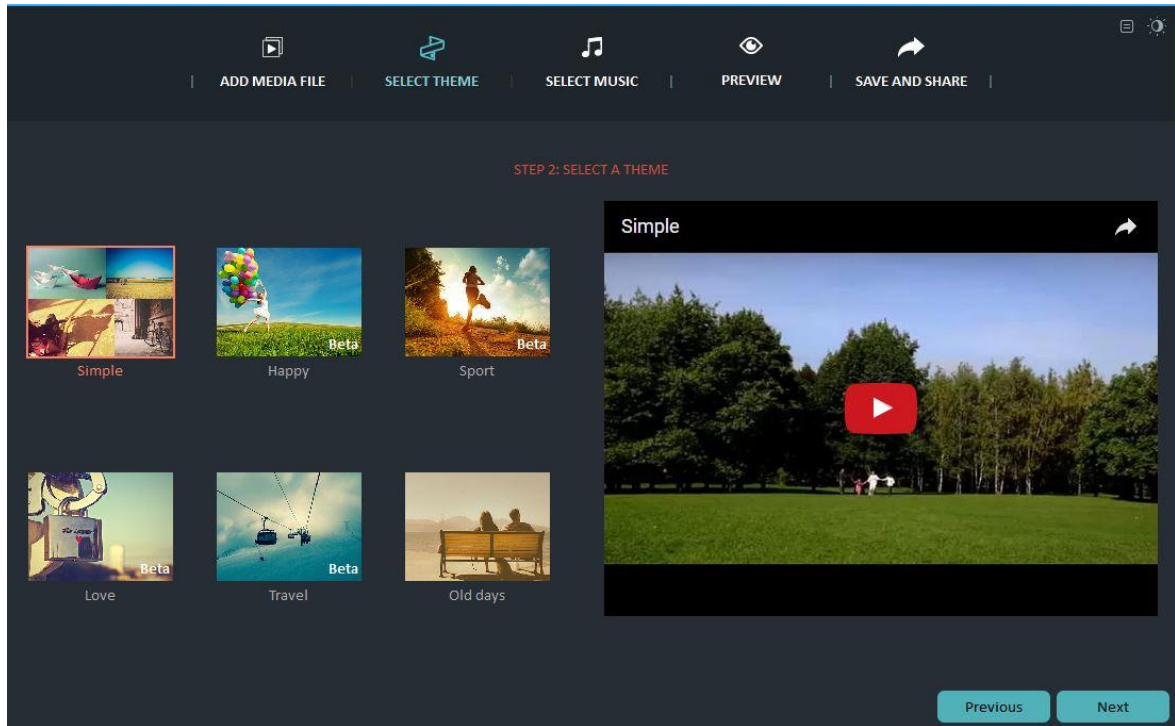 ADD MEDIA FILE
SELECT THEME
SELECT MUSIC
PREVIEW
SAVE AND SHARE
STEP 2: SELECT A THEME
Simple
Beta
Happy
Beta
Sport
Beta
Love
Beta
Travel
Old days
Simple
Previous
Next